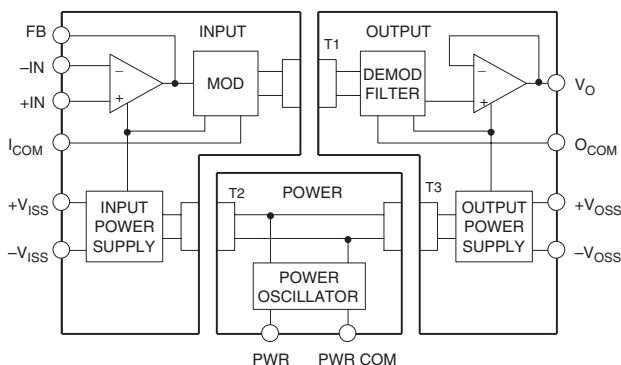 FB
INPUT
T1
OUTPUT
–IN
–
MOD
DEMOD
FILTER
–
VO
+IN
+
+
ICOM
OCOM
+VISS
INPUT
POWER
SUPPLY
T2
POWER
T3
OUTPUT
POWER
SUPPLY
+VOSS
–VISS
–VOSS
POWER
OSCILLATOR
PWR
PWR COM